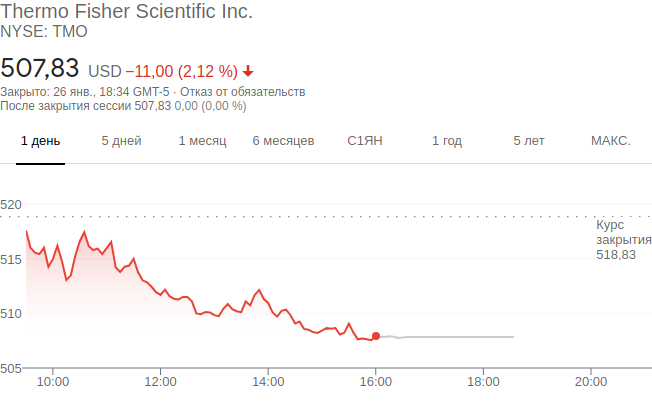 Thermo Fisher Scientific Inc.
NYSE: TMO
507,83 USD −11,00 (2,12 %)
Закрыто: 26 янв., 18:34 GMT-5 · Отказ от обязательств
После закрытия сессии 507,83 0,00 (0,00 %)
1 день 5 дней 1 месяц 6 месяцев С1ЯН 1 год 5 лет МАКС.
520
Курс
закрытия
518,83
515
510
505
10:00 12:00 14:00 16:00 18:00 20:00